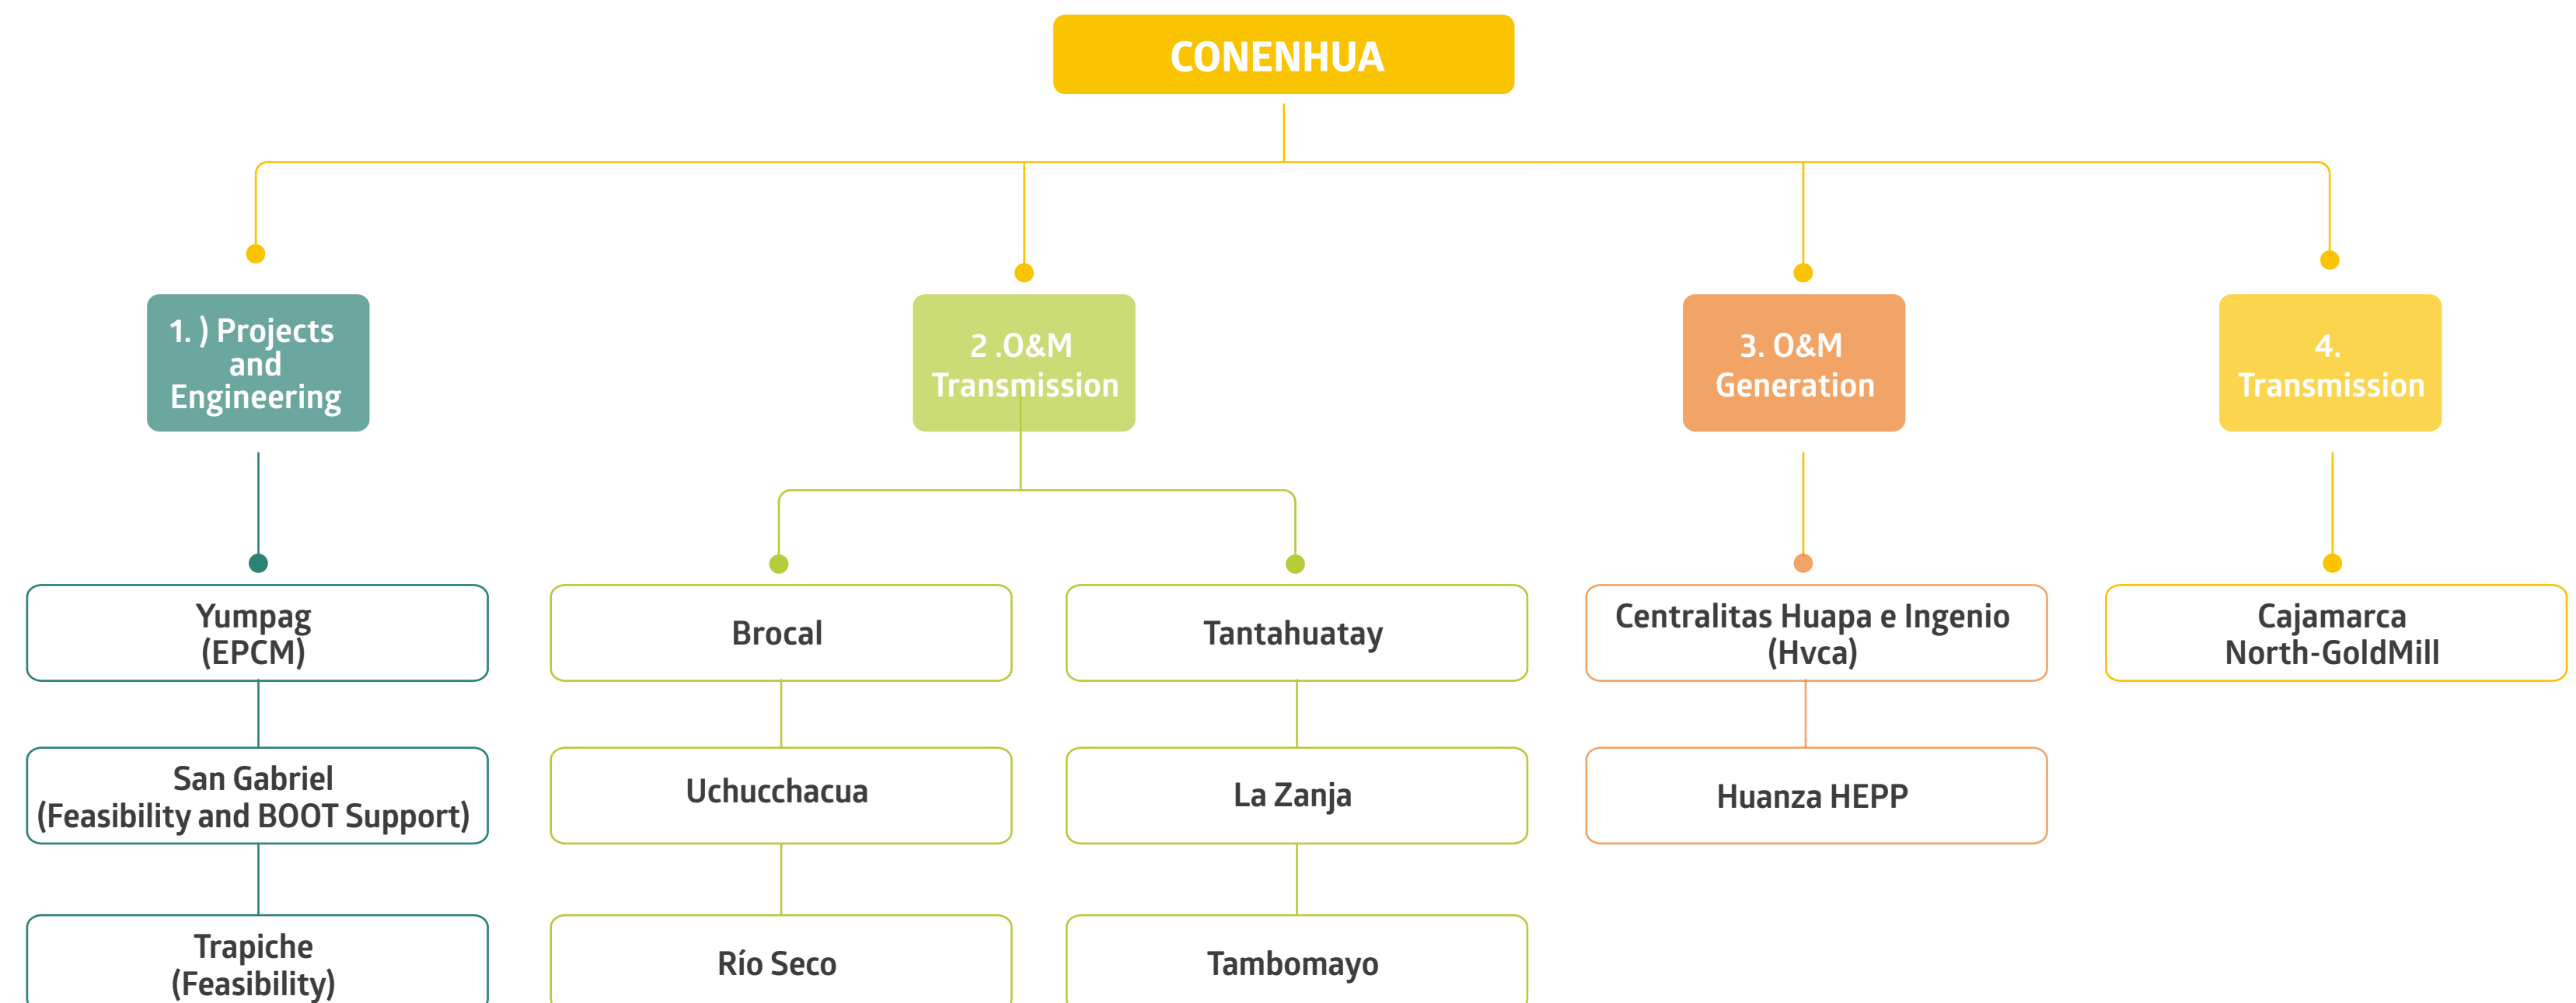 CONENHUA
1. ) Projects
and
Engineering
2 .O&M
Transmission
3. O&M
Generation
4.
Transmission
Yumpag
(EPCM)
Brocal
Tantahuatay
Centralitas Huapa e Ingenio
(Hvca)
Cajamarca
North-GoldMill
San Gabriel
(Feasibility and BOOT Support)
Uchucchacua
La Zanja
Huanza HEPP
Trapiche
(Feasibility)
Río Seco
Tambomayo